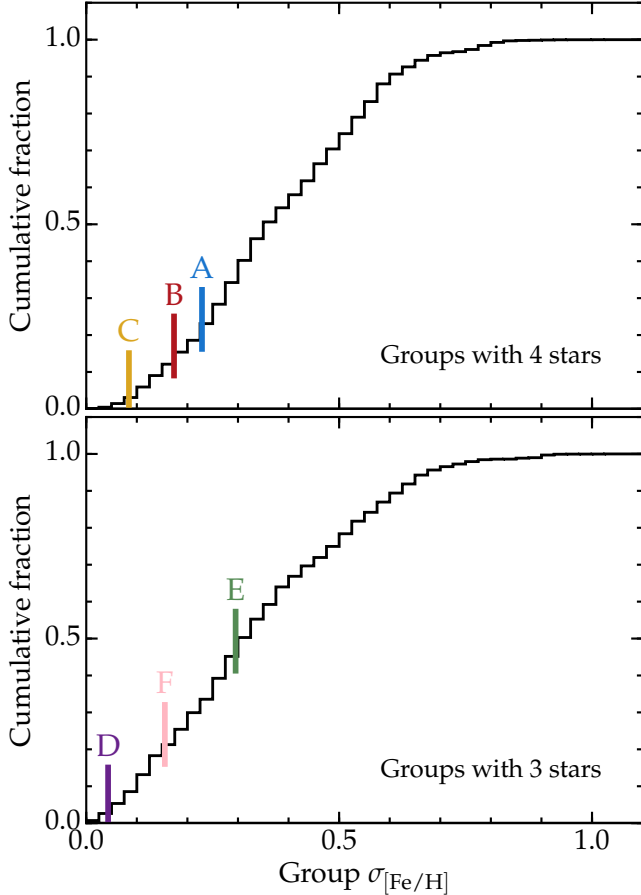 1.0
Cumulative fraction
0.5
A
B
C
Groups with 4 stars
0.0
1.0
Cumulative fraction
E
0.5
F
D
Groups with 3 stars
0.0
0.0 0.5 1.0
Group σ[Fe/H]